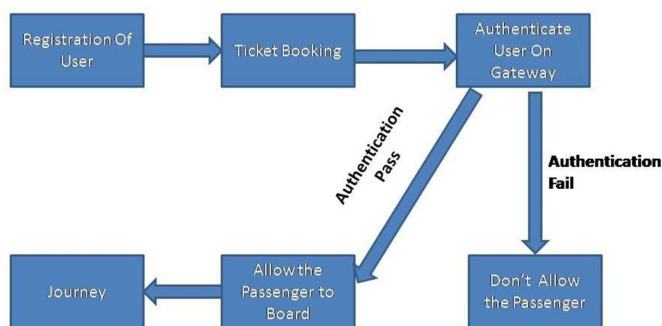 Registration Of
User
Ticket Booking
Authenticate
User On
Gateway
Authentication
Pass
Authentication
Fail
Journey
Allow the
Passenger to
Board
Don't Allow
the Passenger